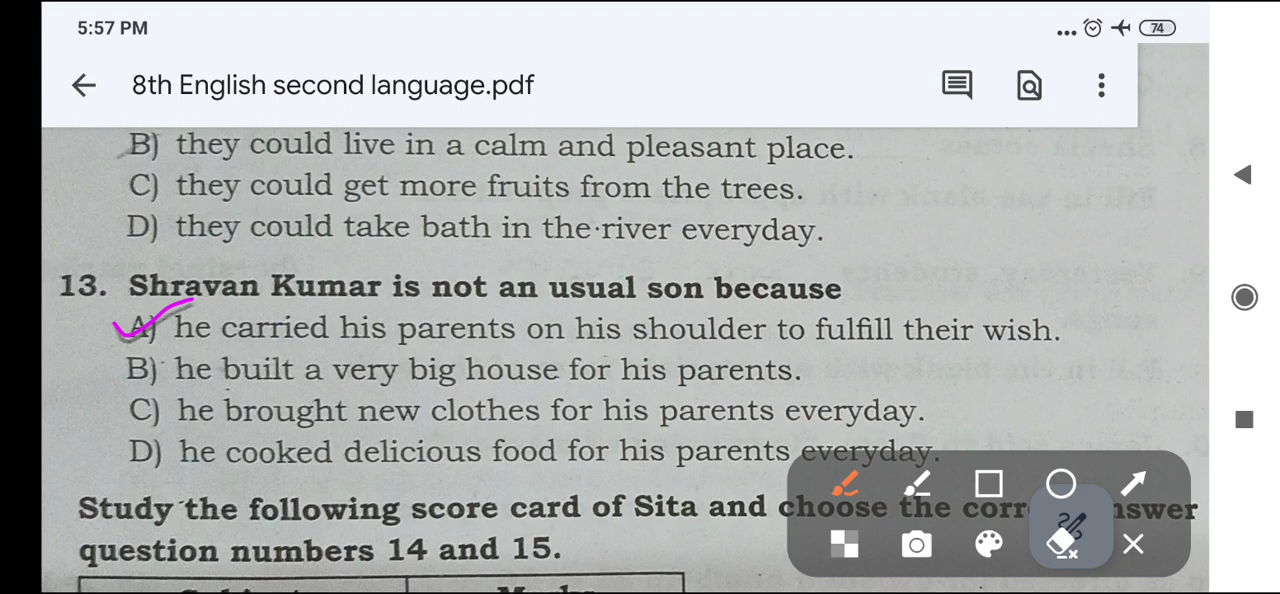 5:57 PM
74
8th English second language.pdf
B) they could live in a calm and pleasant place.
C) they could get more fruits from the trees.
D) they could take bath in the river everyday.
13. Shravan Kumar is not an usual son because
A) he carried his parents on his shoulder to fulfill their wish.
B) he built a very big house for his parents.
C) he brought new clothes for his parents everyday.
D) he cooked delicious food for his parents everyday.
Study the following score card of Sita and choose the
question numbers 14 and 15.